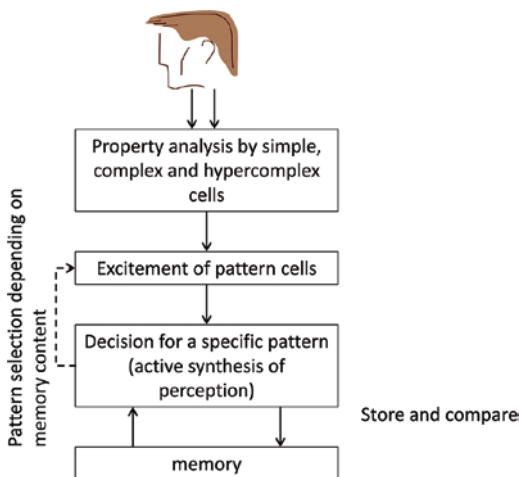 Property analysis by simple,
complex and hypercomplex
cells
Excitement of pattern cells
Pattern selection depending on
memory content
Decision for a specific pattern
(active synthesis of
perception)
Store and compares
memory